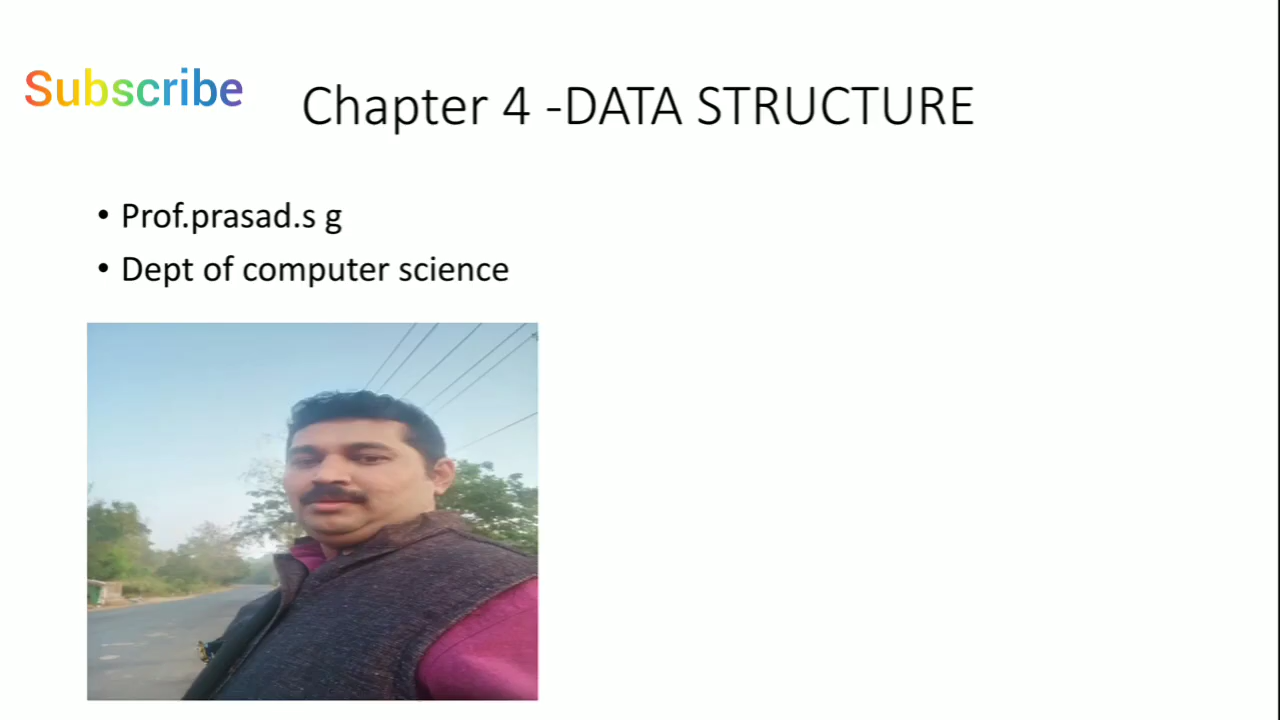 Subscribe
Chapter 4 -DATA STRUCTURE
• Prof.prasad.s g
• Dept of computer science